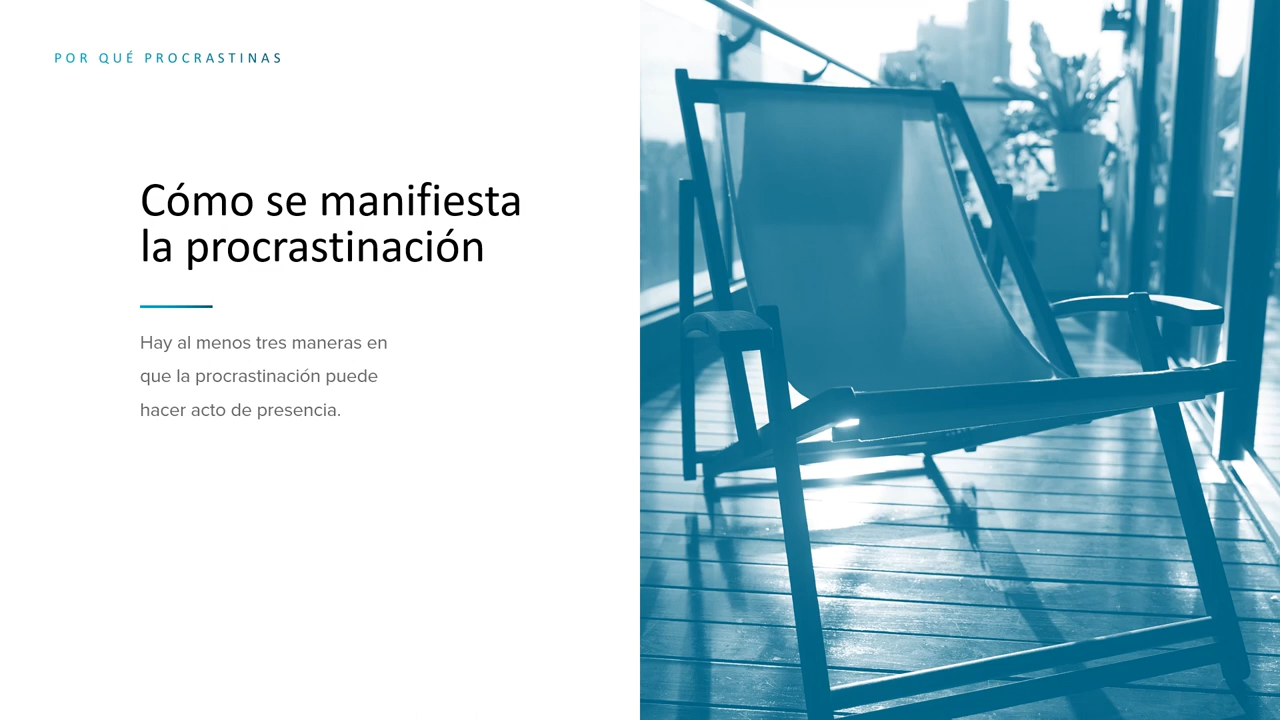 POR QUÉ PROCRASTINAS
Cómo se manifiesta
la procrastinación
Hay al menos tres maneras en
que la procrastinación puede
hacer acto de presencia.